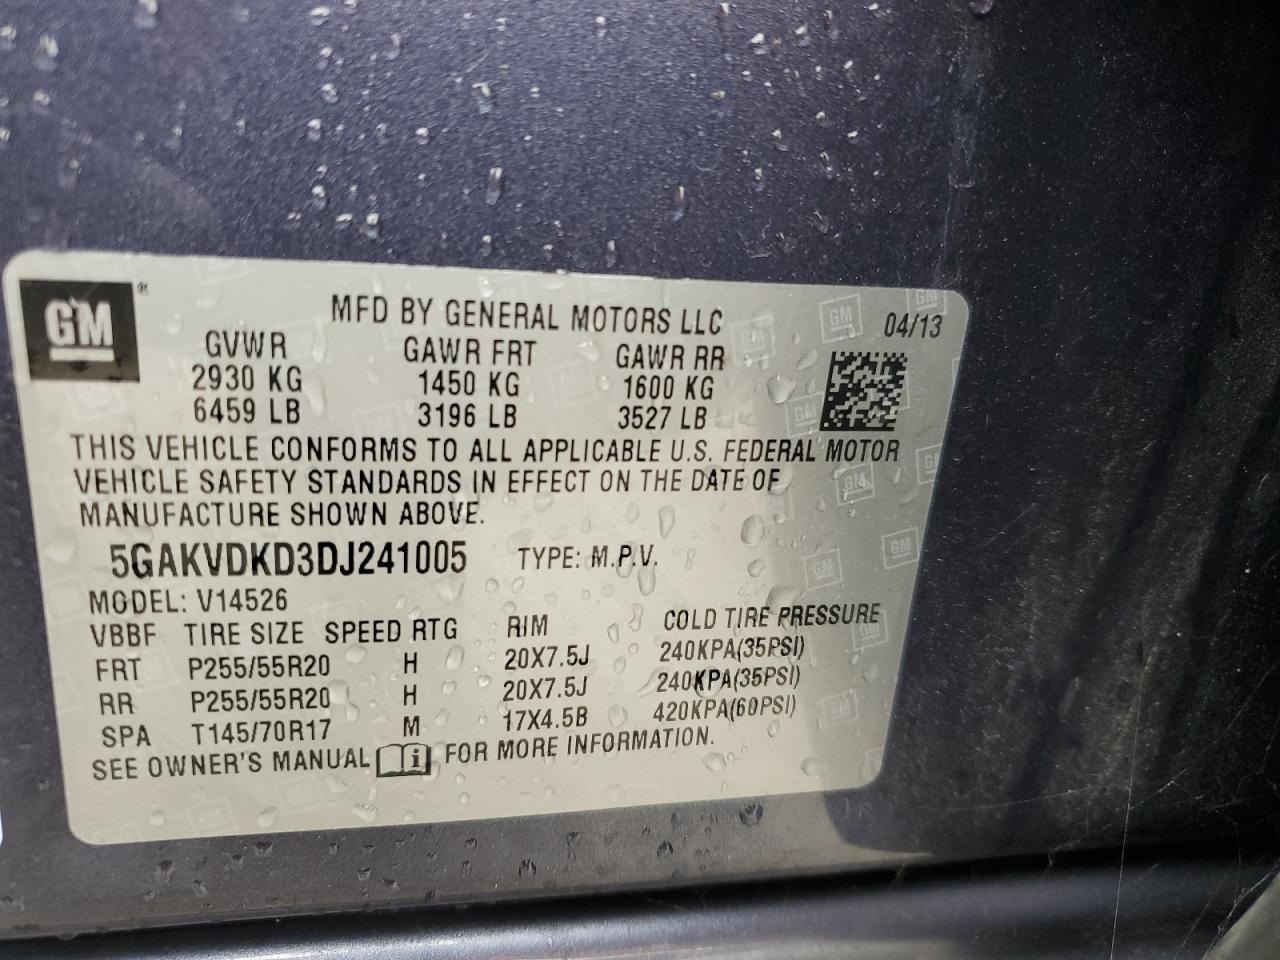 GM®
MFD BY GENERAL MOTORS LLC 04/13
GVWR GAWR FRT GAWR RR
2930 KG 1450 KG 1600 KG
6459 LB 3196 LB 3527 LB
THIS VEHICLE CONFORMS TO ALL APPLICABLE U.S. FEDERAL MOTOR
VEHICLE SAFETY STANDARDS IN EFFECT ON THE DATE OF
MANUFACTURE SHOWN ABOVE.
5GAKVDKD3DJ241005 TYPE: M.P.V.
MODEL: V14526
VBBF TIRE SIZE SPEED RTG RIM COLD TIRE PRESSURE
FRT P255/55R20 H 20X7.5J 240KPA(35PSI)
RR P255/55R20 H 20X7.5J 240KPA(35PSI)
SPA T145/70R17 M 17X4.5B 420KPA(60PSI)
SEE OWNER'S MANUAL i FOR MORE INFORMATION.